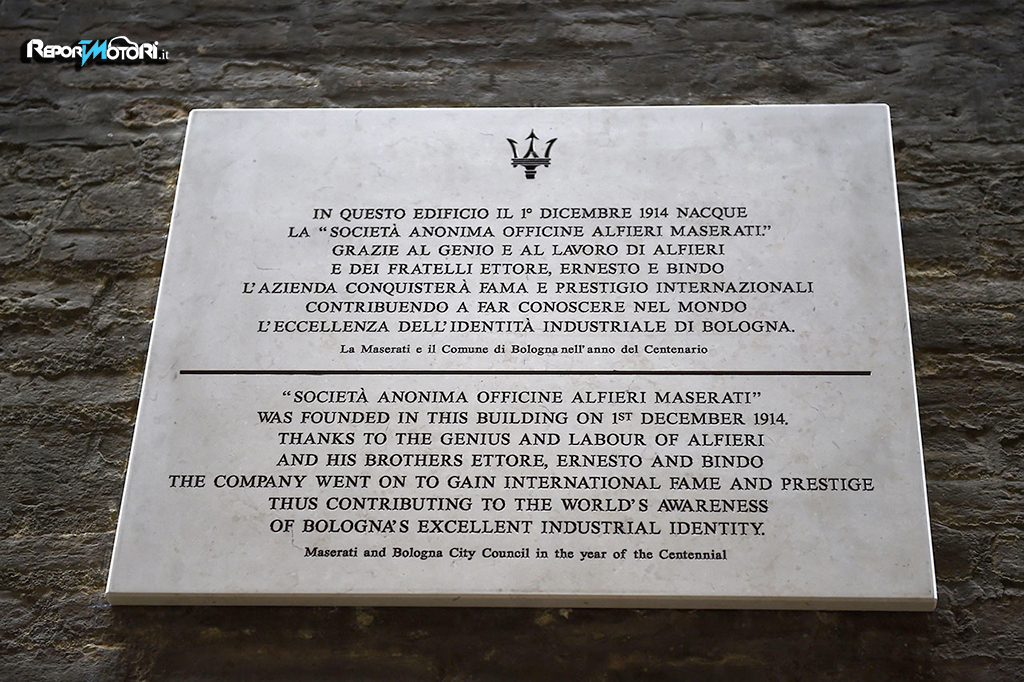 REPORTMOTORI.it
IN QUESTO EDIFICIO IL 1° DICEMBRE 1914 NACQUE
LA “SOCIETÀ ANONIMA OFFICINE ALFIERI MASERATI.”
GRAZIE AL GENIO E AL LAVORO DI ALFIERI
E DEI FRATELLI ETTORE, ERNESTO E BINDO
L'AZIENDA CONQUISTERÀ FAMA E PRESTIGIO INTERNAZIONALI
CONTRIBUENDO A FAR CONOSCERE NEL MONDO
L'ECCELLENZA DELL'IDENTITÀ INDUSTRIALE DI BOLOGNA.
La Maserati e il Comune di Bologna nell'anno del Centenario
“SOCIETÀ ANONIMA OFFICINE ALFIERI MASERATI”
WAS FOUNDED IN THIS BUILDING ON 1ST DECEMBER 1914.
THANKS TO THE GENIUS AND LABOUR OF ALFIERI
AND HIS BROTHERS ETTORE, ERNESTO AND BINDO
THE COMPANY WENT ON TO GAIN INTERNATIONAL FAME AND PRESTIGE
THUS CONTRIBUTING TO THE WORLD'S AWARENESS
OF BOLOGNA'S EXCELLENT INDUSTRIAL IDENTITY.
Maserati and Bologna City Council in the year of the Centennial